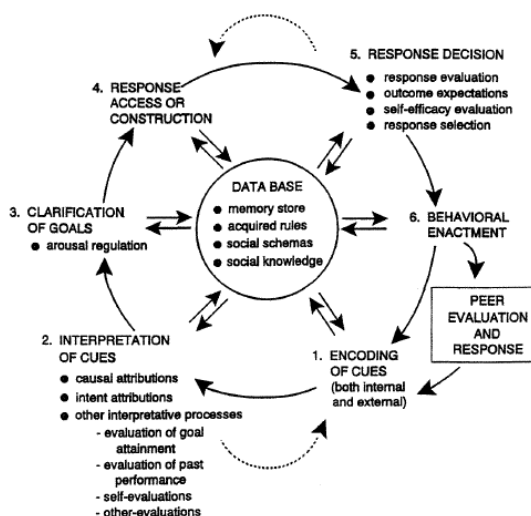 5. RESPONSE DECISION
● response evaluation
● outcome expectations
● self-efficacy evaluation
● response selection
4. RESPONSE
ACCESS OR
CONSTRUCTION
DATA BASE
● memory store
● acquired rules
● social schemas
● social knowledge
3. CLARIFICATION
OF GOALS
● arousal regulation
6. BEHAVIORAL
ENACTMENT
PEER
EVALUATION
AND
RESPONSE
2. INTERPRETATION
OF CUES
● causal attributions
● intent attributions
● other interpretative processes
- evaluation of goal
attainment
- evaluation of past
performance
- self-evaluations
- other-evaluations
1. ENCODING
OF CUES
(both internal
and external)